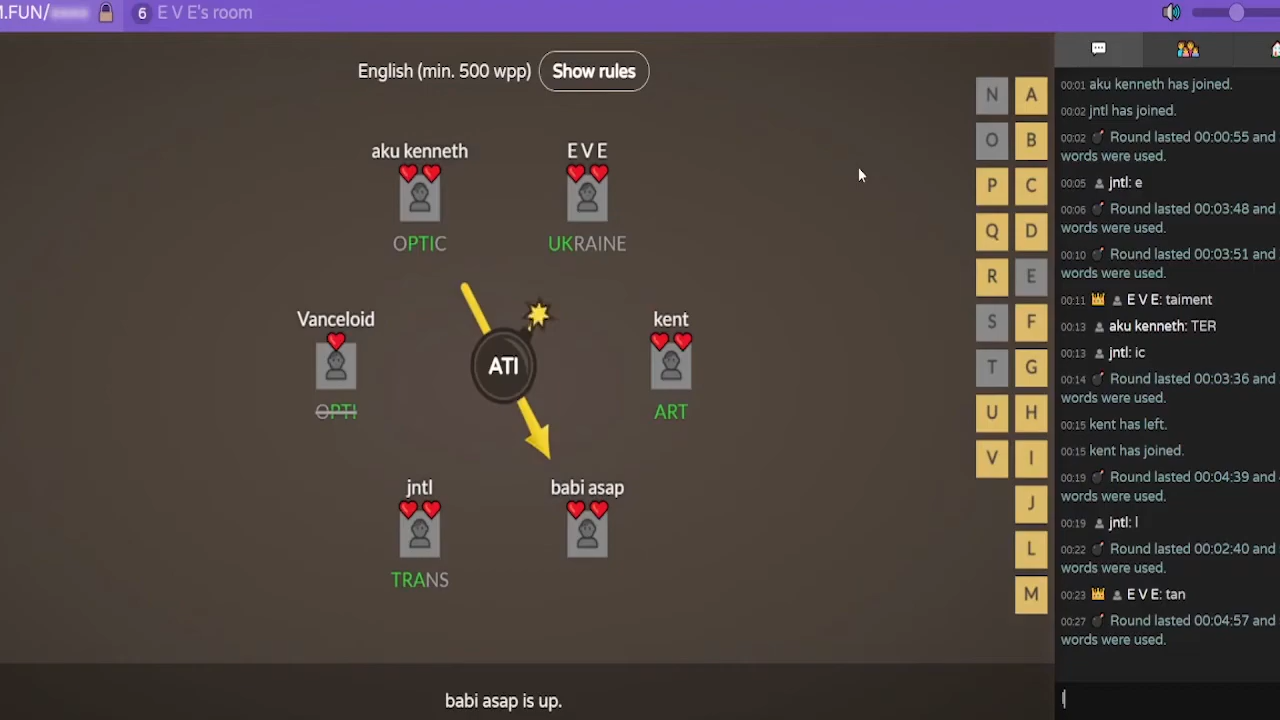 M.FUN/
6 E V E's room
English (min. 500 wpp) Show rules
aku kenneth
E V E
OPTIC
UKRAINE
Vanceloid
kent
ATI
OPTI
ART
jntl
babi asap
TRANS
babi asap is up.
N A
O B
P C
Q D
R E
S F
T G
U H
V I
J
L
M
00:01 aku kenneth has joined.
00:02 jntl has joined.
00:02 Round lasted 00:00:55 and
words were used.
00:05 jntl: e
00:06 Round lasted 00:03:48 and
words were used.
00:10 Round lasted 00:03:51 and
words were used.
00:11 E V E: taiment
00:13 aku kenneth: TER
00:13 jntl: ic
00:14 Round lasted 00:03:36 and
words were used.
00:15 kent has left.
00:15 kent has joined.
00:19 Round lasted 00:04:39 and
words were used.
00:19 jntl: l
00:22 Round lasted 00:02:40 and
words were used.
00:23 E V E: tan
00:27 Round lasted 00:04:57 and
words were used.